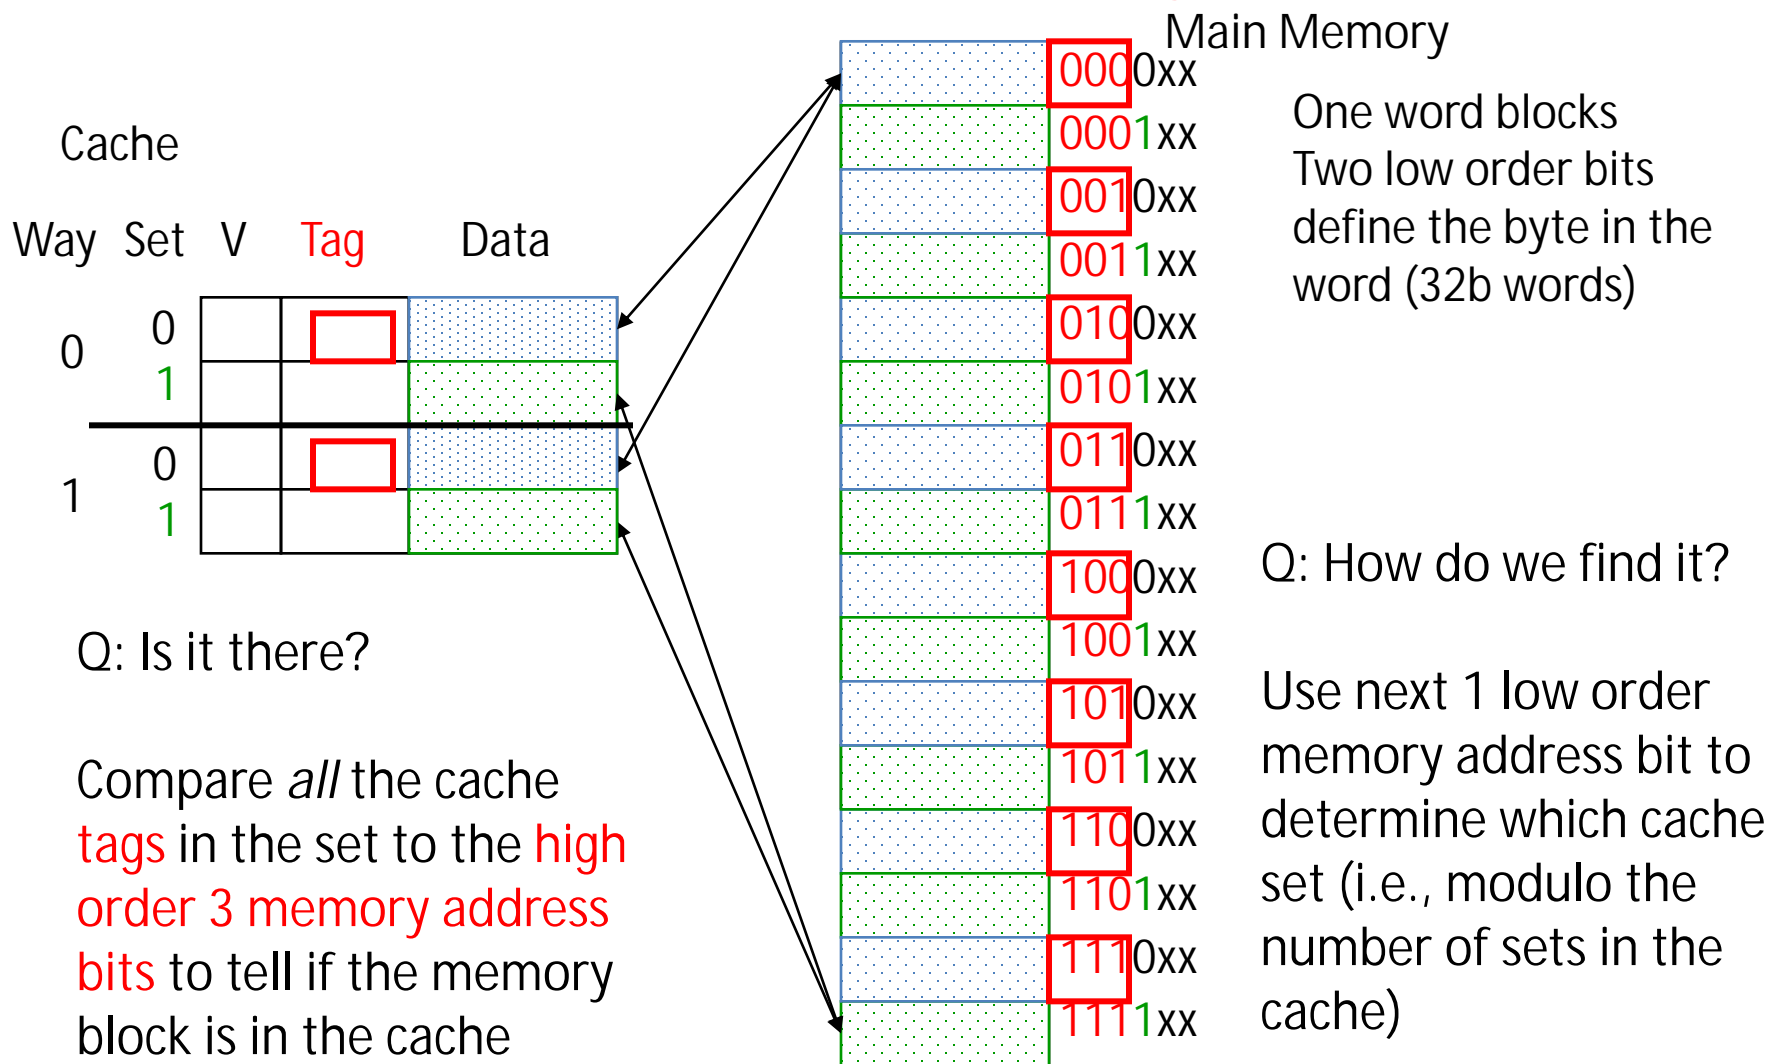 Main Memory
0000xx
0001xx
0010xx
0011xx
0100xx
0101xx
0110xx
0111xx
1000xx
1001xx
1010xx
1011xx
1100xx
1101xx
1110xx
1111xx
One word blocks
Two low order bits
define the byte in the
word (32b words)
Cache
Way Set V Tag Data
0
0
1
1
0
1
Q: Is it there?
Compare all the cache
tags in the set to the high
order 3 memory address
bits to tell if the memory
block is in the cache
Q: How do we find it?
Use next 1 low order
memory address bit to
determine which cache
set (i.e., modulo the
number of sets in the
cache)